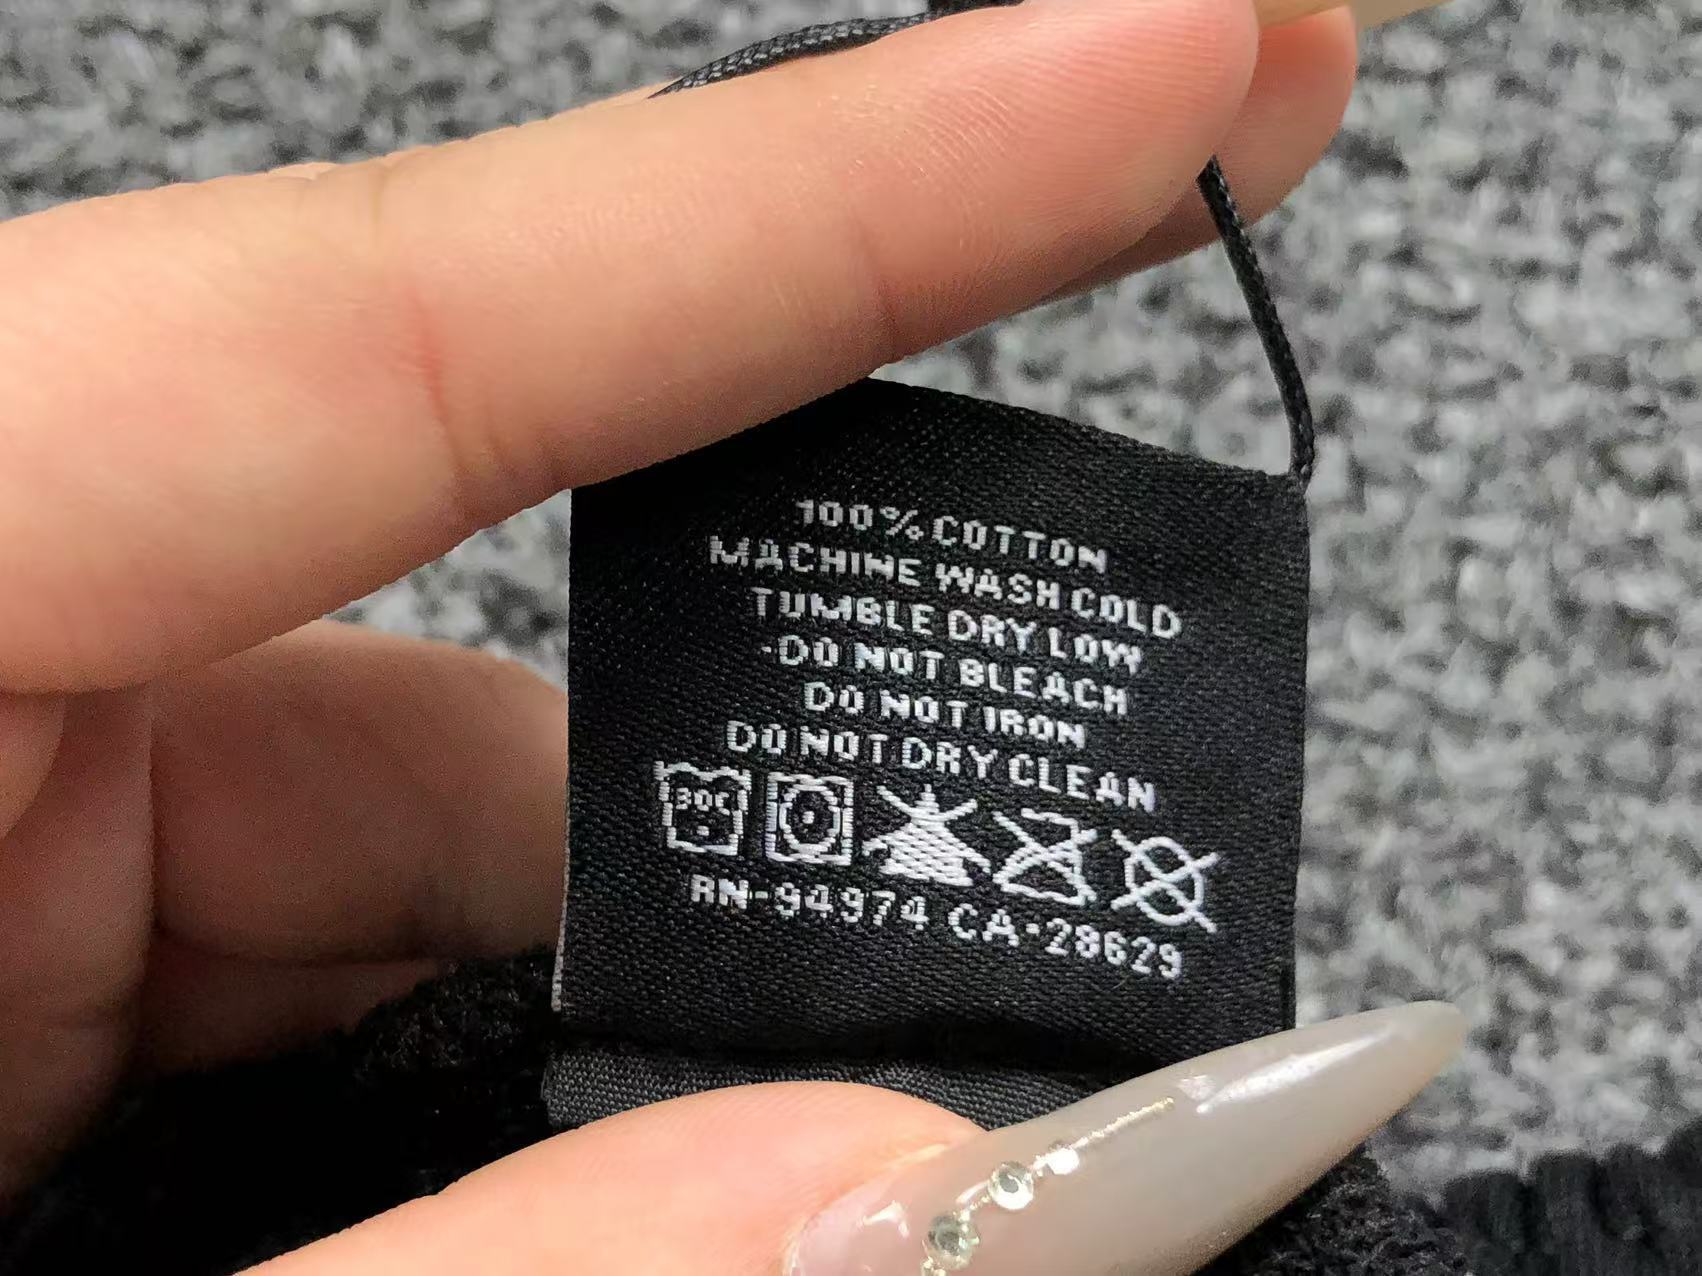 100% COTTON
MACHINE WASH COLD
TUMBLE DRY LOW
-DO NOT BLEACH
DO NOT IRON
DO NOT DRY CLEAN
30C
RN-94974 CA-28629